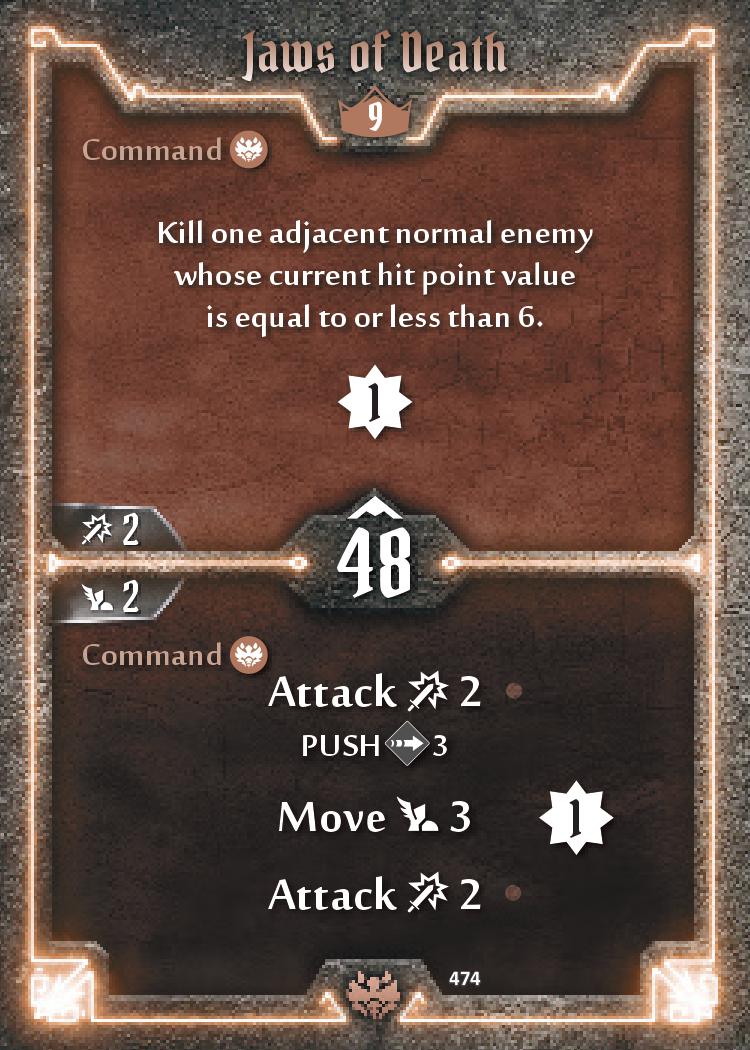 Jaws of Death
9
Command
Kill one adjacent normal enemy
whose current hit point value
is equal to or less than 6.
1
2
48
2
Command
Attack 2
PUSH 3
Move 3
1
Attack 2
474